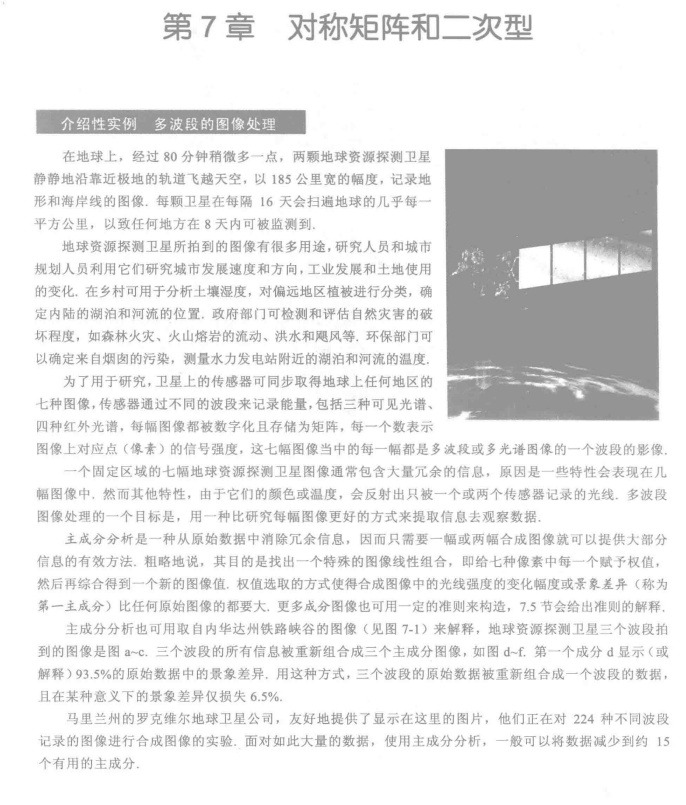 第7章 对称矩阵和二次型
介绍性实例 多波段的图像处理
在地球上，经过 80 分钟稍微多一点，两颗地球资源探测卫星
静静地沿靠近极地的轨道飞越天空，以 185 公里宽的幅度，记录地
形和海岸线的图像. 每颗卫星在每隔 16 天会扫遍地球的几乎每一
平方公里，以致任何地方在 8 天内可被监测到.
地球资源探测卫星所拍到的图像有很多用途，研究人员和城市
规划人员利用它们研究城市发展速度和方向，工业发展和土地使用
的变化. 在乡村可用于分析土壤湿度，对偏远地区植被进行分类，确
定内陆的湖泊和河流的位置. 政府部门可检测和评估自然灾害的破
坏程度，如森林火灾、火山熔岩的流动、洪水和飓风等. 环保部门可
以确定来自烟囱的污染，测量水力发电站附近的湖泊和河流的温度.
为了用于研究，卫星上的传感器可同步取得地球上任何地区的
七种图像，传感器通过不同的波段来记录能量，包括三种可见光谱、
四种红外光谱，每幅图像都被数字化且存储为矩阵，每一个数表示
图像上对应点（像素）的信号强度，这七幅图像当中的每一幅都是多波段或多光谱图像的一个波段的影像.
一个固定区域的七幅地球资源探测卫星图像通常包含大量冗余的信息，原因是一些特性会表现在几
幅图像中. 然而其他特性，由于它们的颜色或温度，会反射出只被一个或两个传感器记录的光线. 多波段
图像处理的一个目标是，用一种比研究每幅图像更好的方式来提取信息去观察数据.
主成分分析是一种从原始数据中消除冗余信息，因而只需要一幅或两幅合成图像就可以提供大部分
信息的有效方法. 粗略地说，其目的是找出一个特殊的图像线性组合，即给七种像素中每一个赋予权值，
然后再综合得到一个新的图像值. 权值选取的方式使得合成图像中的光线强度的变化幅度或景象差异（称为
第一主成分）比任何原始图像的都要大. 更多成分图像也可用一定的准则来构造，7.5 节会给出准则的解释.
主成分分析也可用取自内华达州铁路峡谷的图像（见图 7-1）来解释，地球资源探测卫星三个波段拍
到的图像是图 a~c. 三个波段的所有信息被重新组合成三个主成分图像，如图 d~f. 第一个成分 d 显示（或
解释）93.5%的原始数据中的景象差异. 用这种方式，三个波段的原始数据被重新组合成一个波段的数据，
且在某种意义下的景象差异仅损失 6.5%.
马里兰州的罗克维尔地球卫星公司，友好地提供了显示在这里的图片，他们正在对 224 种不同波段
记录的图像进行合成图像的实验. 面对如此大量的数据，使用主成分分析，一般可以将数据减少到约 15
个有用的主成分.